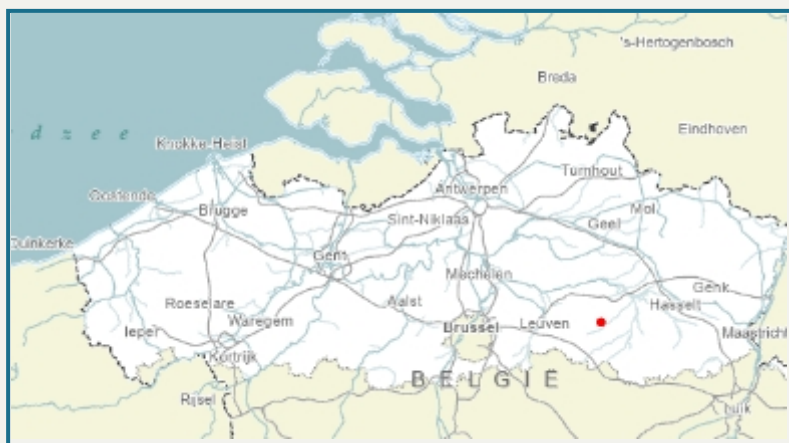 's-Hertogenbosch
Breda
Eindhoven
d z e e
Knokke-Heist
Turnhout
Antwerpen
Oostende
Brugge
Mol
Sint-Niklaas
Geel
Duinkerke
Gent
Mechelen
Genk
Roeselare
Aalst
Hasselt
Waregem
Leuven
Ieper
Brussel
Maastricht
Kortrijk
BELGIË
Rijsel
Luik